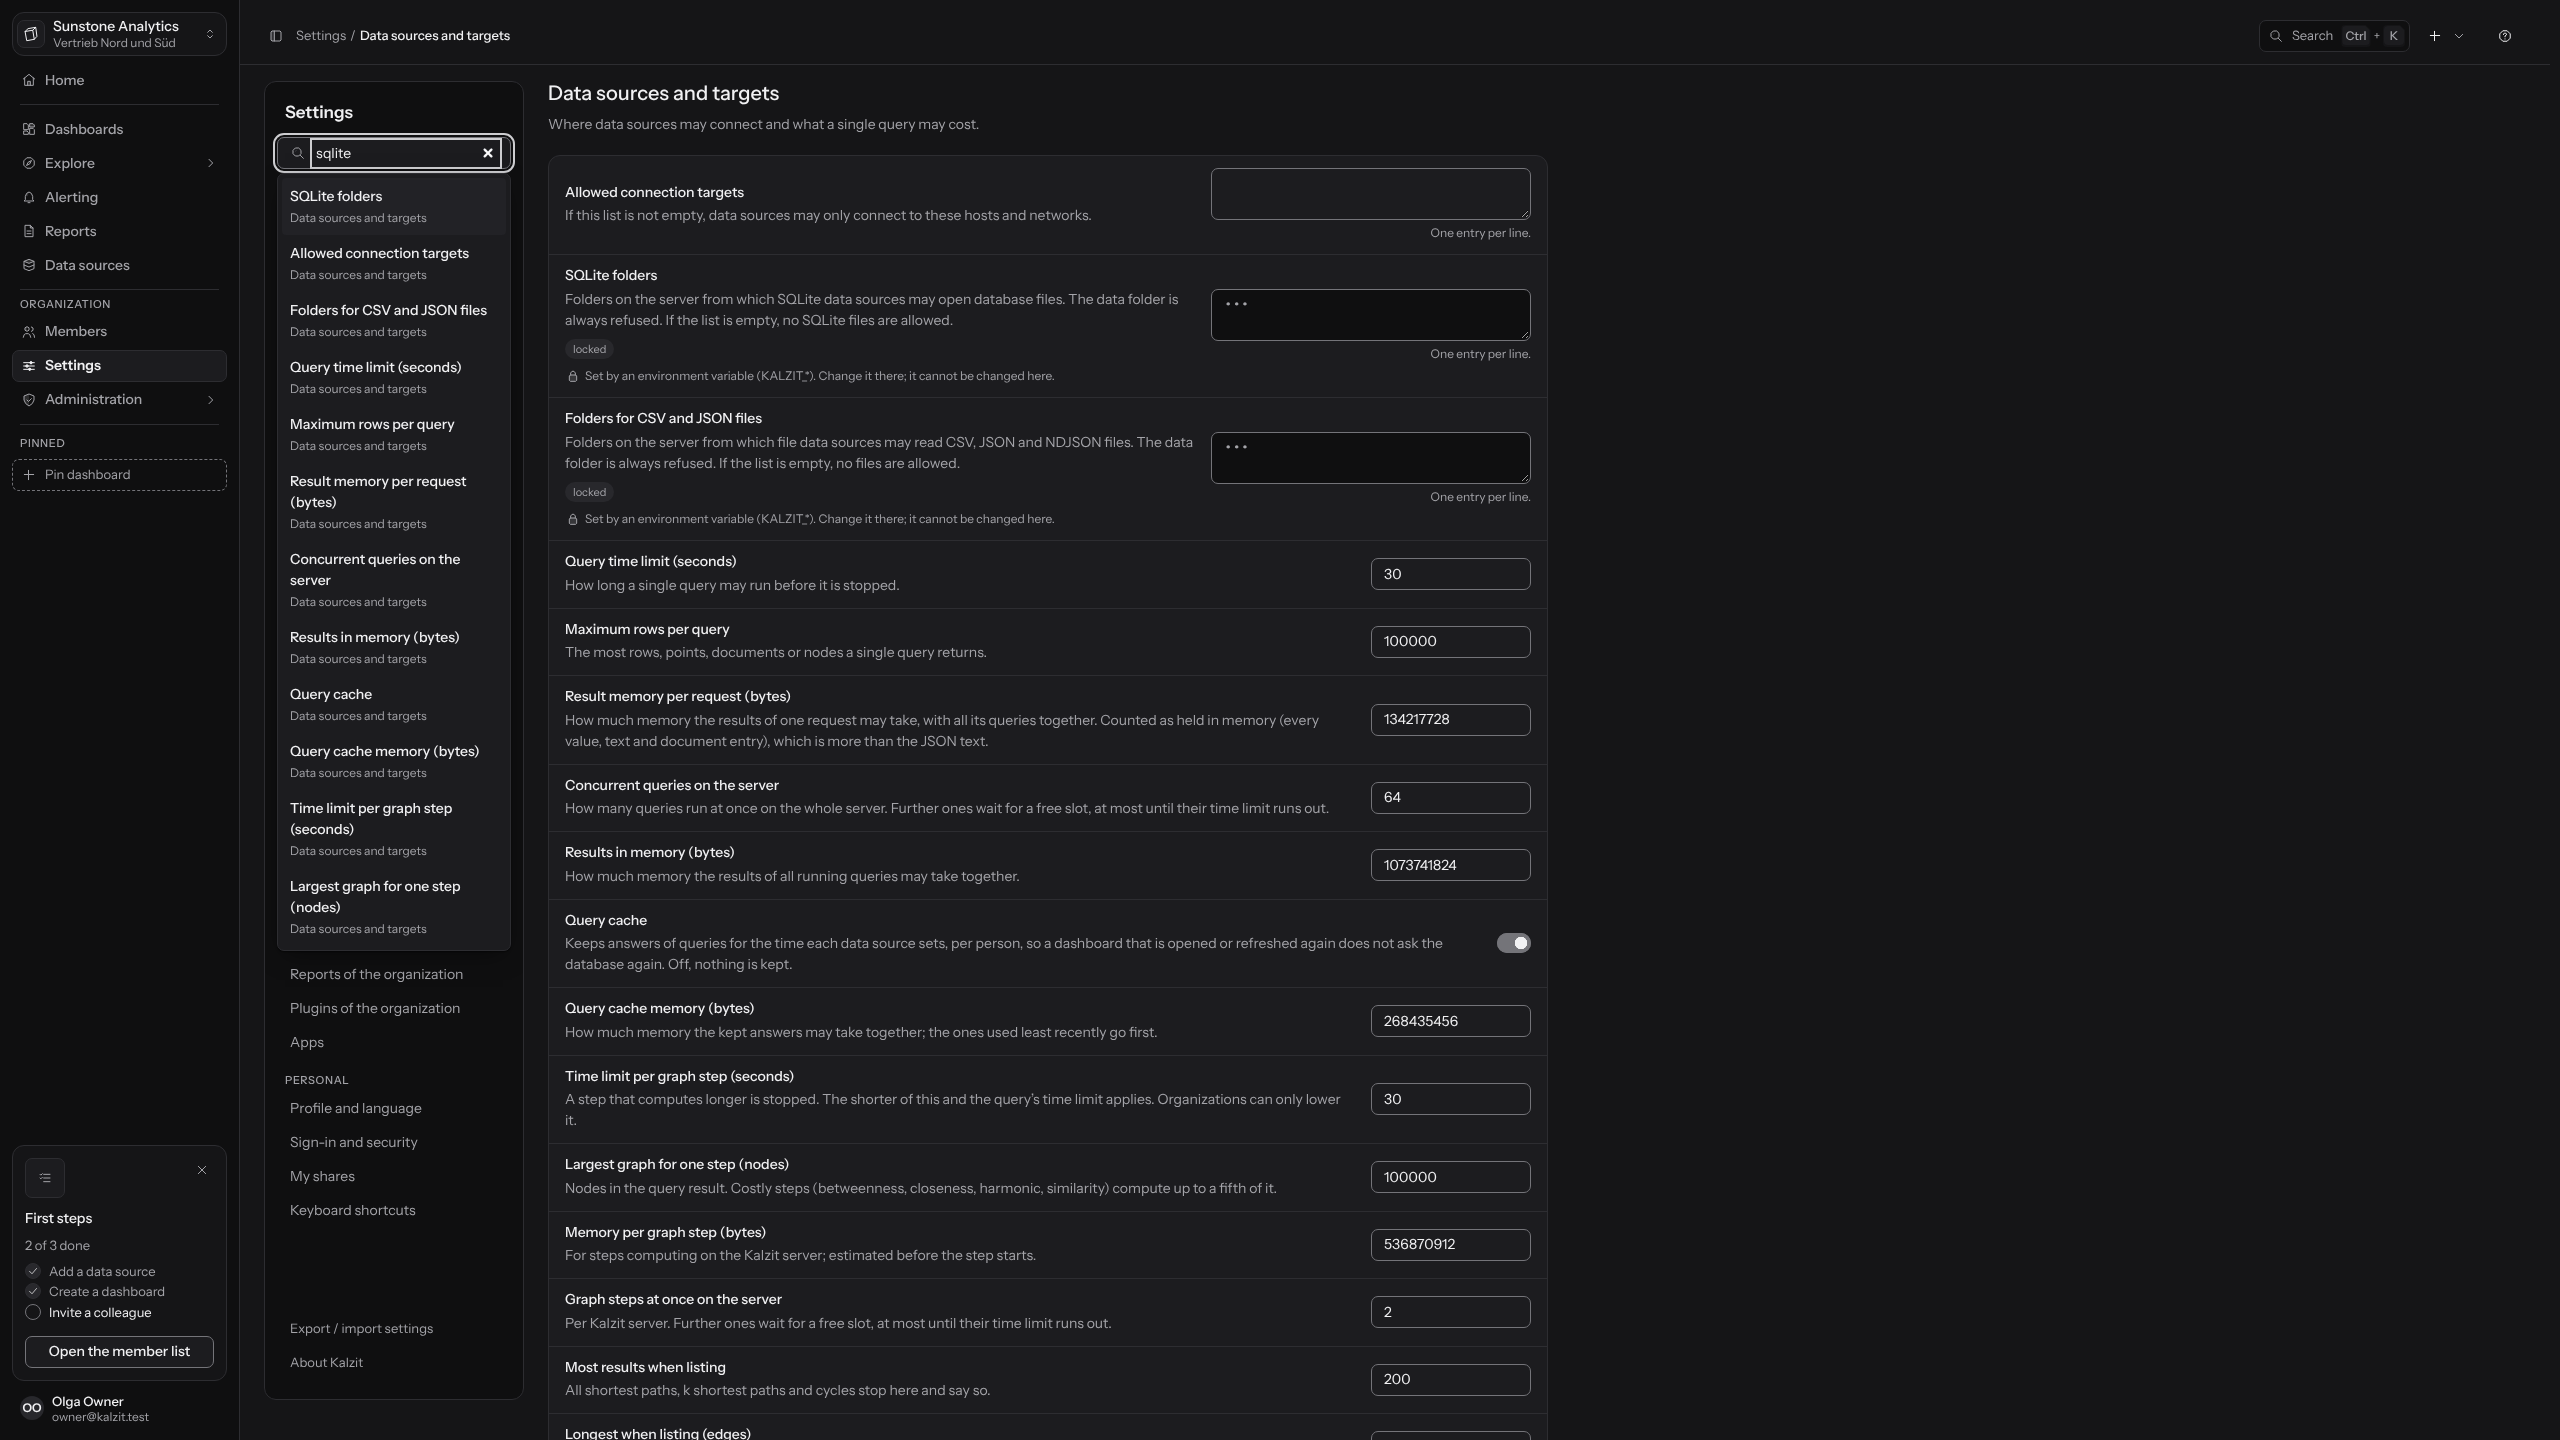 Sunstone Analytics
Vertrieb Nord und Süd
Home
Dashboards
Explore
Alerting
Reports
Data sources
ORGANIZATION
Members
Settings
Administration
PINNED
Pin dashboard
First steps
2 of 3 done
Add a data source
Create a dashboard
Invite a colleague
Open the member list
OO
Olga Owner
owner@kalzit.test
Settings / Data sources and targets
Search Ctrl + K
Settings
sqlite
SQLite folders
Data sources and targets
Allowed connection targets
Data sources and targets
Folders for CSV and JSON files
Data sources and targets
Query time limit (seconds)
Data sources and targets
Maximum rows per query
Data sources and targets
Result memory per request
(bytes)
Data sources and targets
Concurrent queries on the
server
Data sources and targets
Results in memory (bytes)
Data sources and targets
Query cache
Data sources and targets
Query cache memory (bytes)
Data sources and targets
Time limit per graph step
(seconds)
Data sources and targets
Largest graph for one step
(nodes)
Data sources and targets
Reports of the organization
Plugins of the organization
Apps
PERSONAL
Profile and language
Sign-in and security
My shares
Keyboard shortcuts
Export / import settings
About Kalzit
Data sources and targets
Where data sources may connect and what a single query may cost.
Allowed connection targets
If this list is not empty, data sources may only connect to these hosts and networks.
One entry per line.
SQLite folders
Folders on the server from which SQLite data sources may open database files. The data folder is
always refused. If the list is empty, no SQLite files are allowed.
•••
One entry per line.
locked
Set by an environment variable (KALZIT_*). Change it there; it cannot be changed here.
Folders for CSV and JSON files
Folders on the server from which file data sources may read CSV, JSON and NDJSON files. The data
folder is always refused. If the list is empty, no files are allowed.
•••
One entry per line.
locked
Set by an environment variable (KALZIT_*). Change it there; it cannot be changed here.
Query time limit (seconds)
How long a single query may run before it is stopped.
30
Maximum rows per query
The most rows, points, documents or nodes a single query returns.
100000
Result memory per request (bytes)
How much memory the results of one request may take, with all its queries together. Counted as held in memory (every
value, text and document entry), which is more than the JSON text.
134217728
Concurrent queries on the server
How many queries run at once on the whole server. Further ones wait for a free slot, at most until their time limit runs out.
64
Results in memory (bytes)
How much memory the results of all running queries may take together.
1073741824
Query cache
Keeps answers of queries for the time each data source sets, per person, so a dashboard that is opened or refreshed again does not ask the
database again. Off, nothing is kept.
Query cache memory (bytes)
How much memory the kept answers may take together; the ones used least recently go first.
268435456
Time limit per graph step (seconds)
A step that computes longer is stopped. The shorter of this and the query's time limit applies. Organizations can only lower
it.
30
Largest graph for one step (nodes)
Nodes in the query result. Costly steps (betweenness, closeness, harmonic, similarity) compute up to a fifth of it.
100000
Memory per graph step (bytes)
For steps computing on the Kalzit server; estimated before the step starts.
536870912
Graph steps at once on the server
Per Kalzit server. Further ones wait for a free slot, at most until their time limit runs out.
2
Most results when listing
All shortest paths, k shortest paths and cycles stop here and say so.
200
Longest when listing (edges)